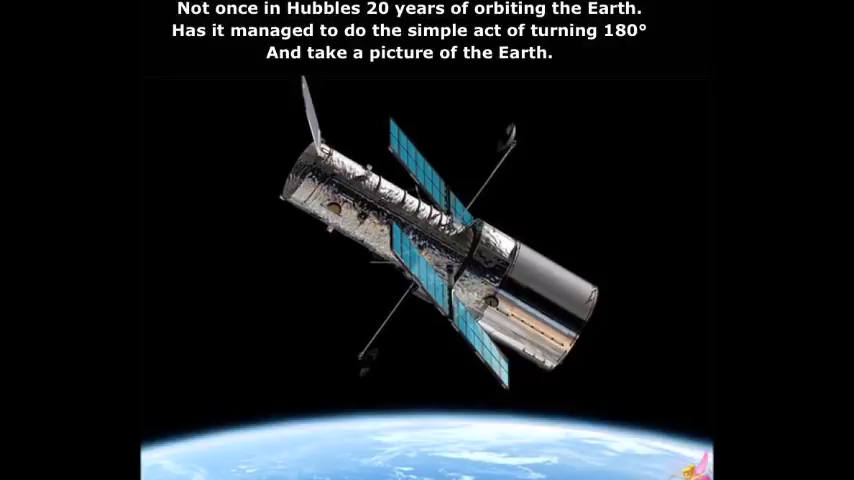 Not once in Hubbles 20 years of orbiting the Earth.
Has it managed to do the simple act of turning 180°
And take a picture of the Earth.